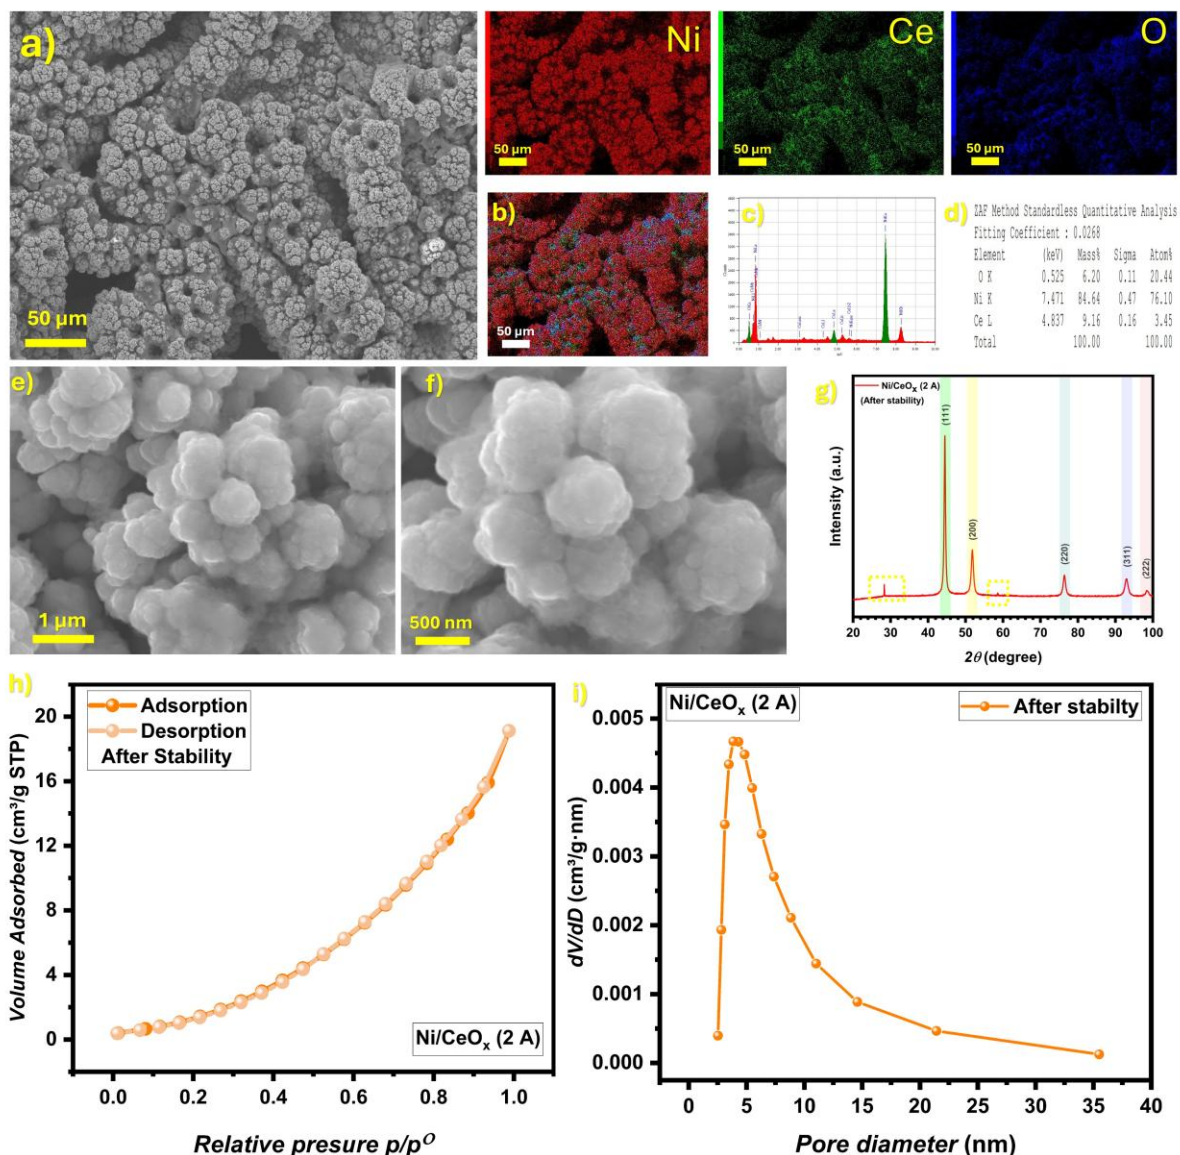 a)
50 µm
Ni
50 µm
Ce
50 µm
O
50 µm
b)
50 µm
c)
d)
ZAF Method Standardless Quantitative Analysis
Fitting Coefficient : 0.0268
Element (keV) Mass% Sigma Atom%
O K 0.525 6.20 0.11 20.44
Ni K 7.471 84.64 0.47 76.10
Ce L 4.837 9.16 0.16 3.45
Total 100.00 100.00
e)
1 µm
f)
500 nm
g)
Ni/CeOx (2 A)
(After stability)
(111)
(200)
(220)
(311)
(222)
Intensity (a.u.)
20 30 40 50 60 70 80 90 100
2θ (degree)
h)
Adsorption
Desorption
After Stability
Volume Adsorbed (cm³/g STP)
20
16
12
8
4
0
Ni/CeOx (2 A)
0.0 0.2 0.4 0.6 0.8 1.0
Relative presure p/p^O
i)
Ni/CeOx (2 A)
After stabilty
dV/dD (cm³/g·nm)
0.005
0.004
0.003
0.002
0.001
0.000
0 5 10 15 20 25 30 35 40
Pore diameter (nm)